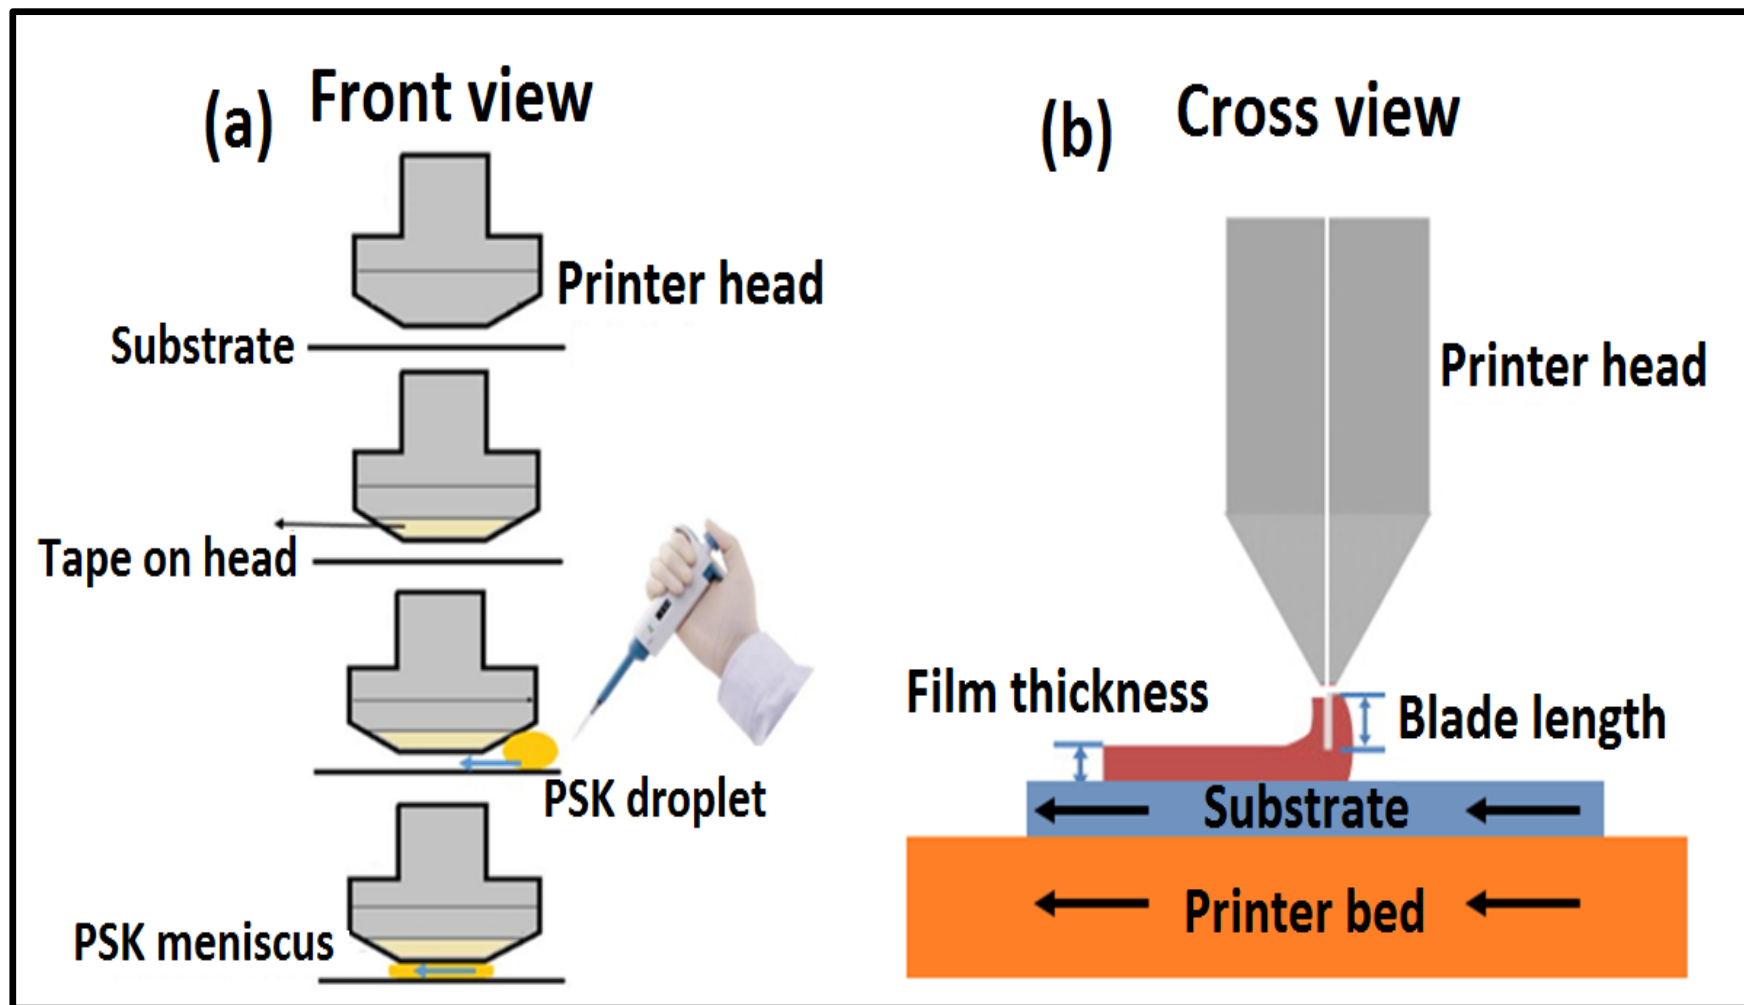 (a) Front view
Printer head
Substrate
Tape on head
PSK droplet
PSK meniscus
(b) Cross view
Printer head
Film thickness
Blade length
Substrate
Printer bed